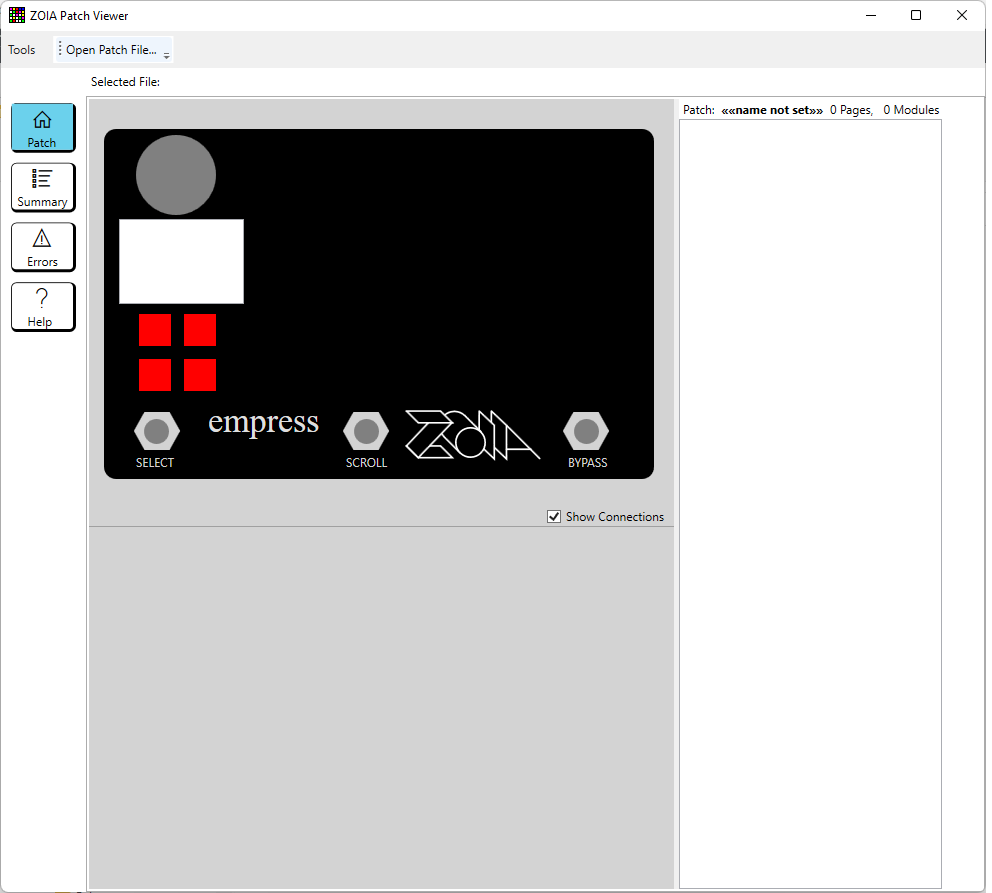 ZOIA Patch Viewer
Tools
Open Patch File...
Selected File:
Patch
Summary
Errors
Help
Patch: ««name not set»» 0 Pages, 0 Modules
empress
ZOIA
SELECT
SCROLL
BYPASS
Show Connections